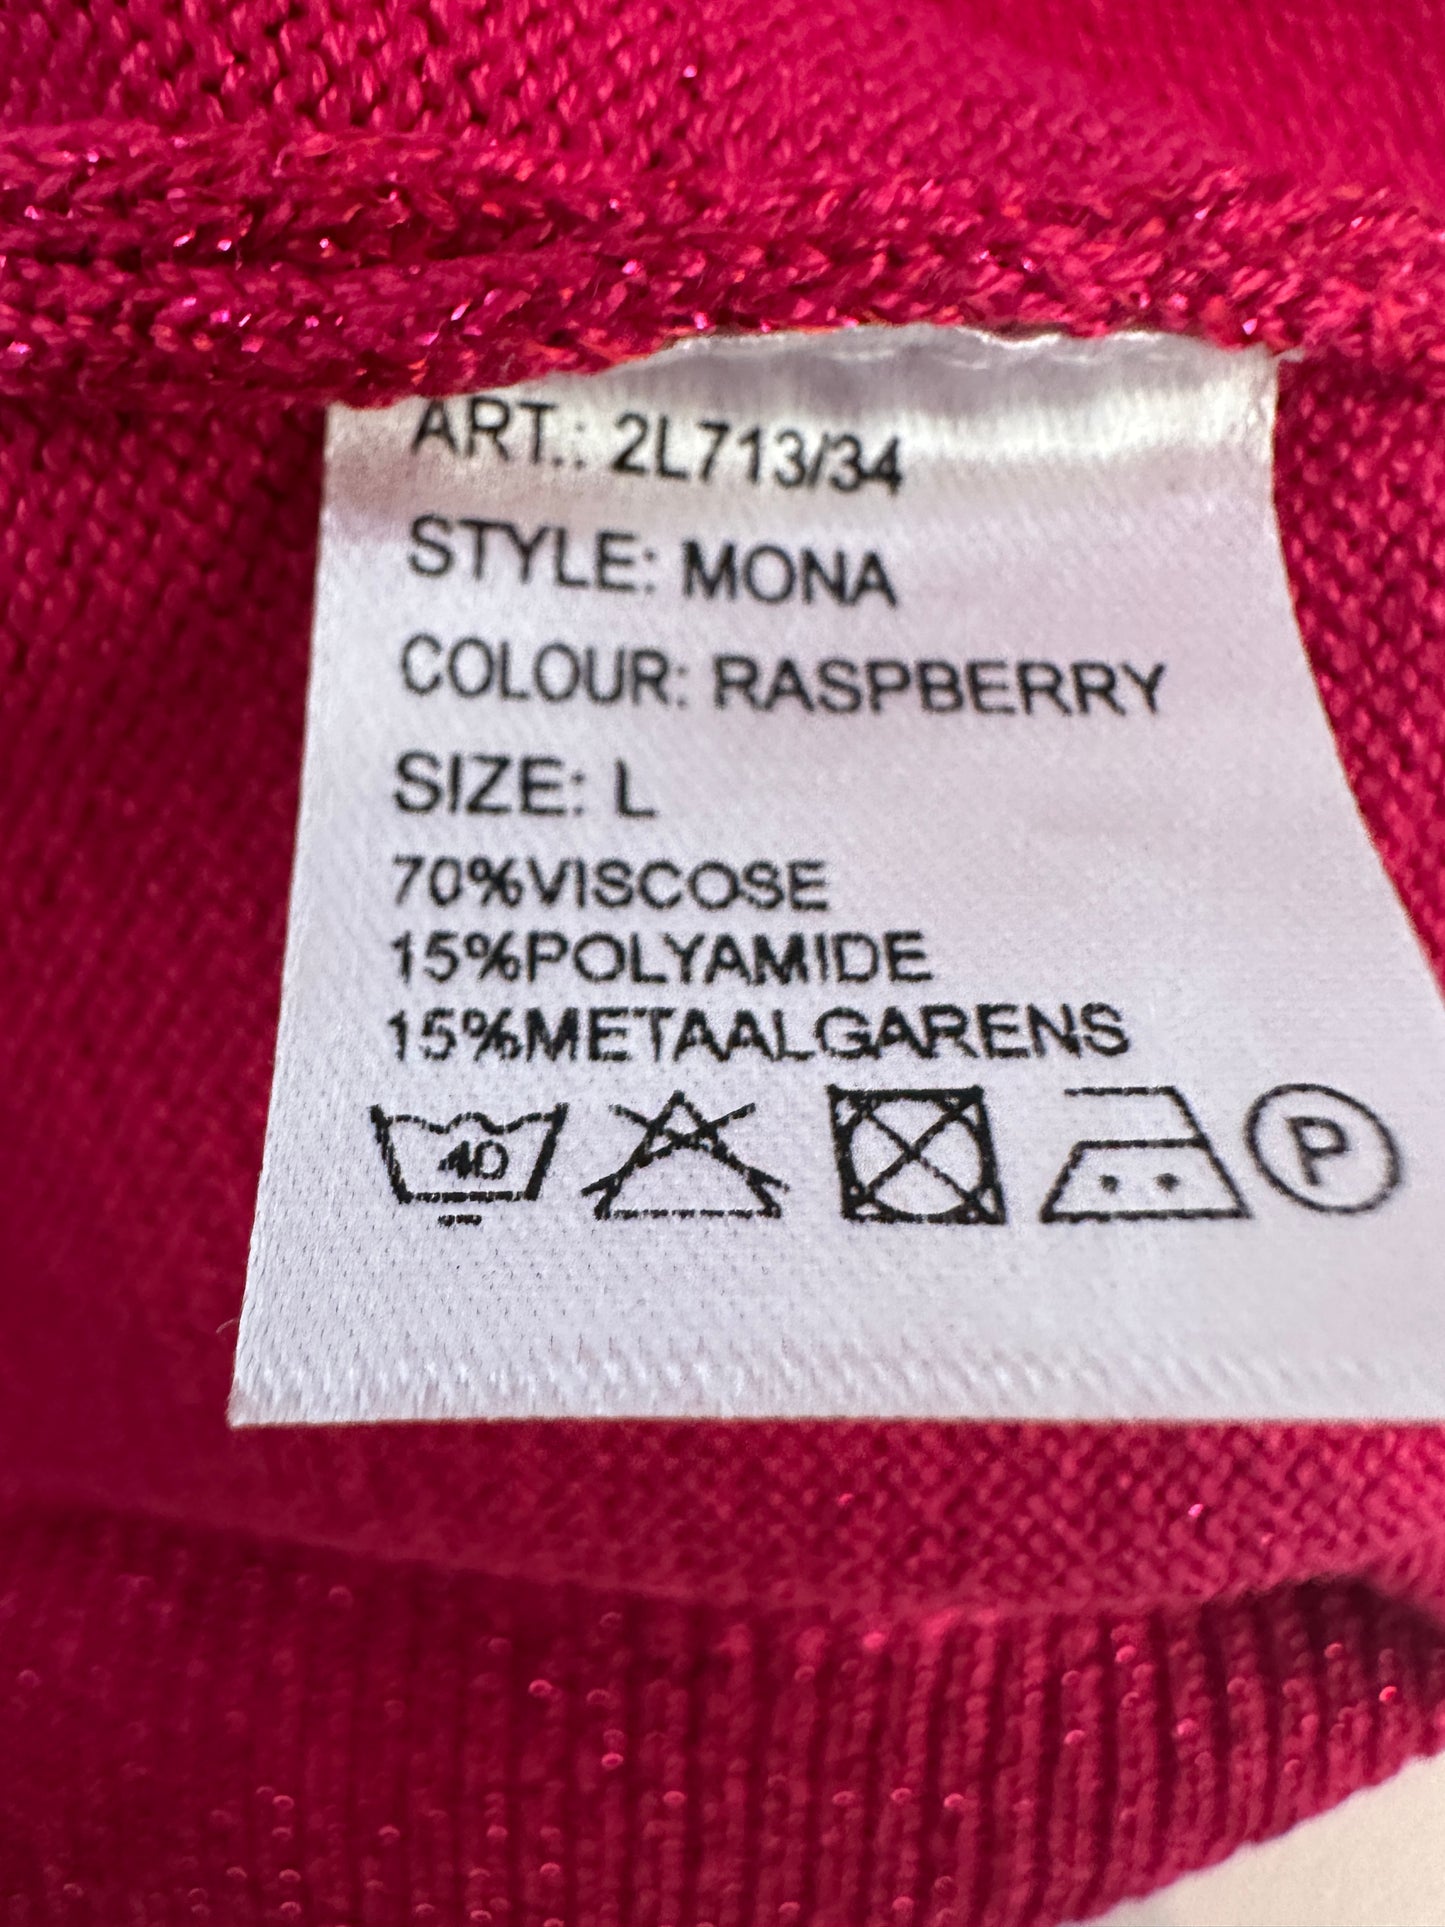 ART.: 2L713/34
STYLE: MONA
COLOUR: RASPBERRY
SIZE: L
70%VISCOSE
15%POLYAMIDE
15%METAALGARENS
40 P